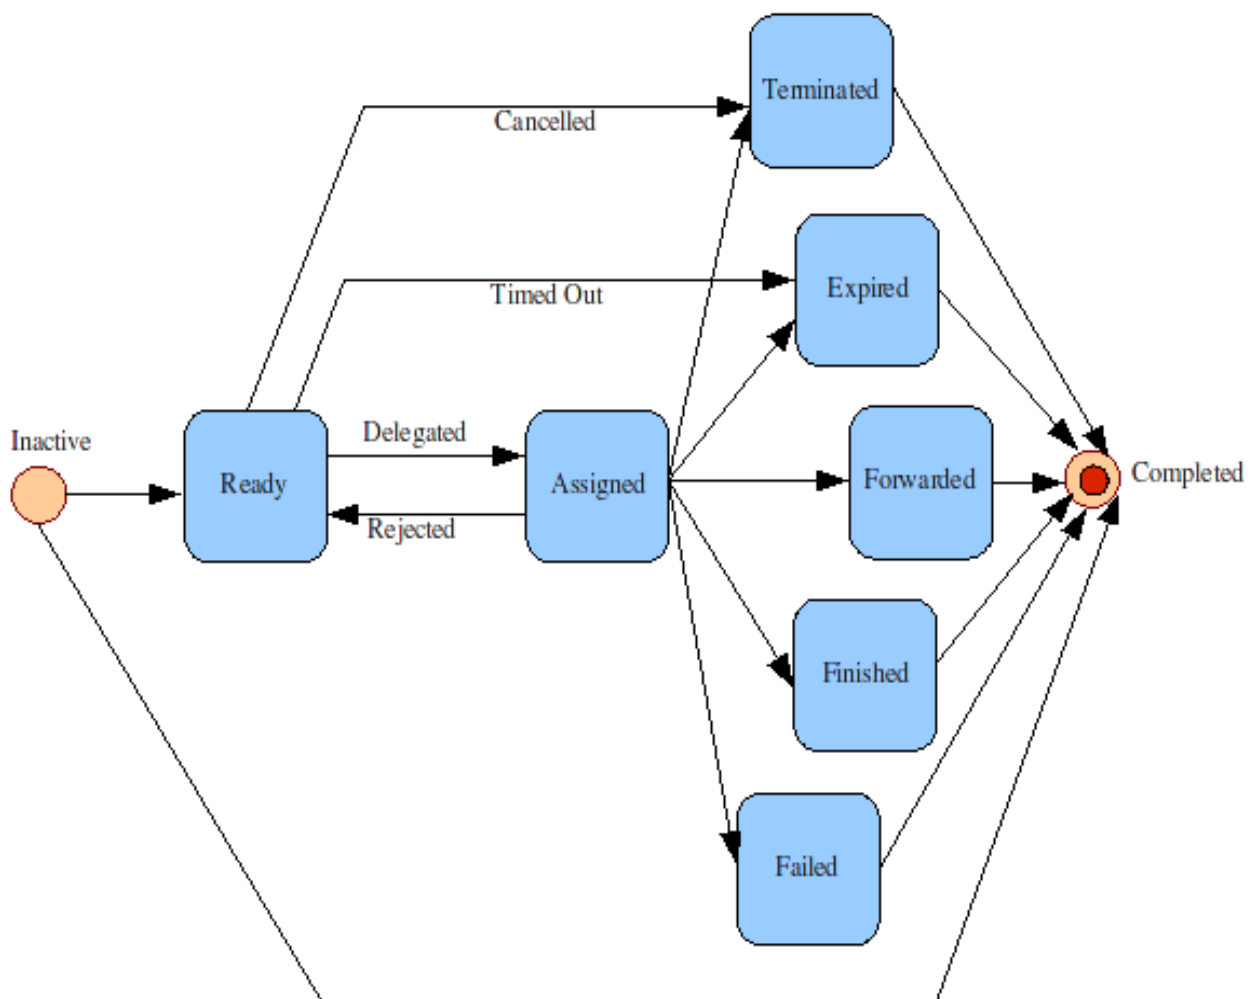 Terminated
Cancelled
Expired
Timed Out
Inactive
Delegated
Ready
Assigned
Forwarded
Completed
Rejected
Finished
Failed